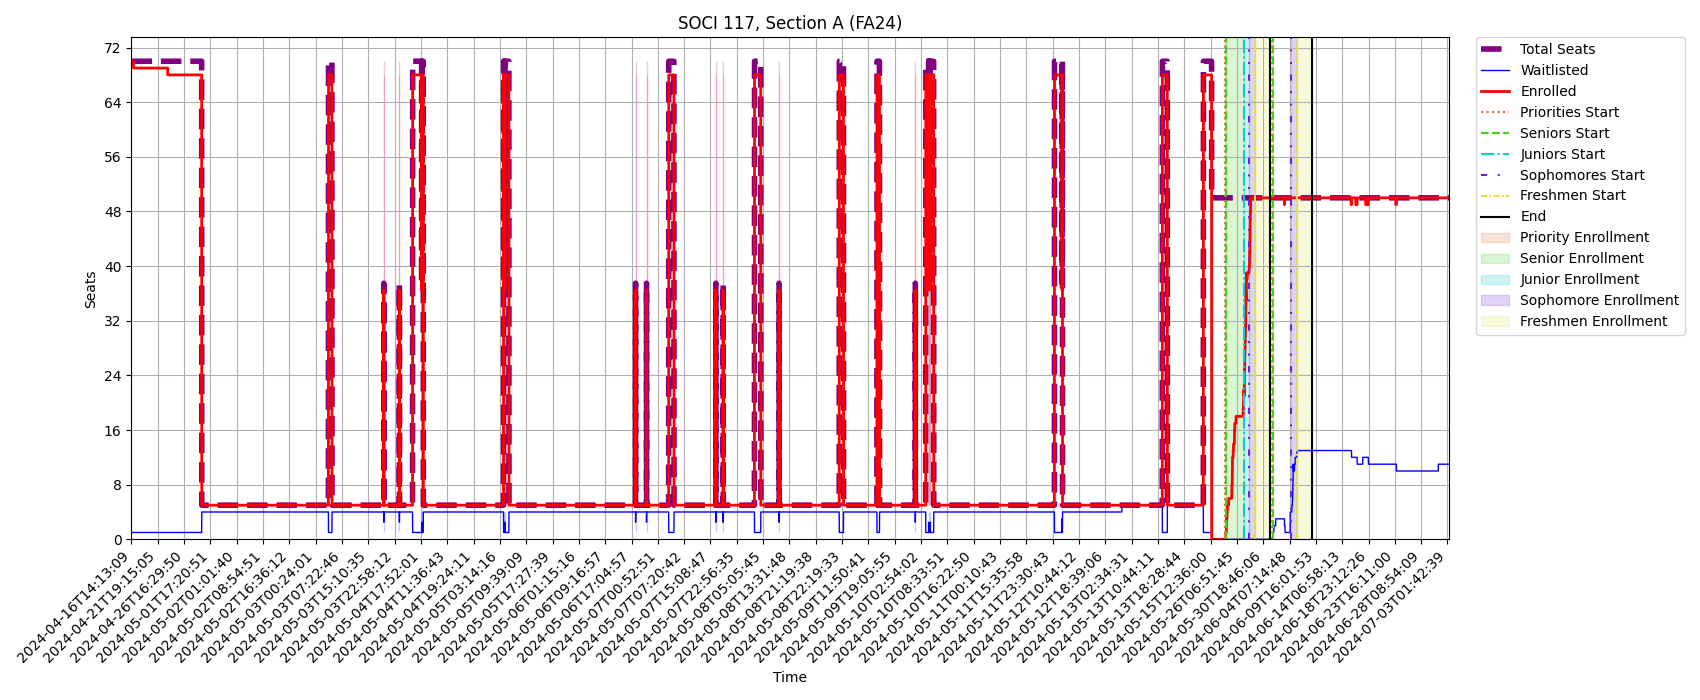 SOCI 117, Section A (FA24)
Seats
72
64
56
48
40
32
24
16
8
0
2024-04-16T14:13:09
2024-04-21T19:15:05
2024-04-26T16:29:50
2024-05-01T17:20:51
2024-05-02T01:01:40
2024-05-02T08:54:51
2024-05-02T16:36:12
2024-05-03T00:24:01
2024-05-03T07:22:46
2024-05-03T15:10:35
2024-05-03T22:58:12
2024-05-04T17:52:01
2024-05-04T11:36:43
2024-05-04T19:24:11
2024-05-05T03:14:16
2024-05-05T09:39:09
2024-05-05T17:27:39
2024-05-06T01:15:16
2024-05-06T09:16:57
2024-05-06T17:04:57
2024-05-07T00:52:51
2024-05-07T07:20:42
2024-05-07T15:08:47
2024-05-07T22:56:35
2024-05-08T05:05:45
2024-05-08T13:31:48
2024-05-08T21:19:38
2024-05-08T22:19:33
2024-05-09T11:50:41
2024-05-09T19:05:55
2024-05-10T02:54:02
2024-05-10T08:33:51
2024-05-10T16:22:50
2024-05-11T00:10:43
2024-05-11T11:35:58
2024-05-11T23:30:43
2024-05-12T10:44:12
2024-05-12T18:39:06
2024-05-13T02:34:31
2024-05-13T10:44:11
2024-05-13T18:28:44
2024-05-15T12:36:00
2024-05-26T06:51:45
2024-05-30T18:46:06
2024-06-04T07:14:48
2024-06-09T16:01:53
2024-06-14T06:58:13
2024-06-18T23:12:26
2024-06-23T16:11:00
2024-06-28T08:54:09
2024-07-03T01:42:39
Time
Total Seats
Waitlisted
Enrolled
Priorities Start
Seniors Start
Juniors Start
Sophomores Start
Freshmen Start
End
Priority Enrollment
Senior Enrollment
Junior Enrollment
Sophomore Enrollment
Freshmen Enrollment